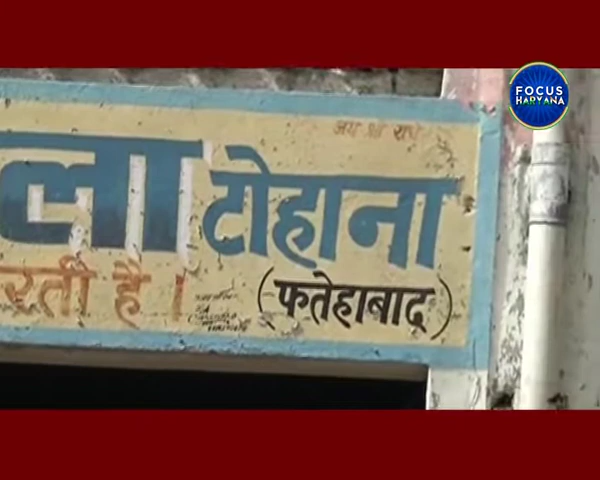 FOCUS
HARYANA
जय श्री राधे
ला टोहाना
रती है।
(फतेहाबाद)